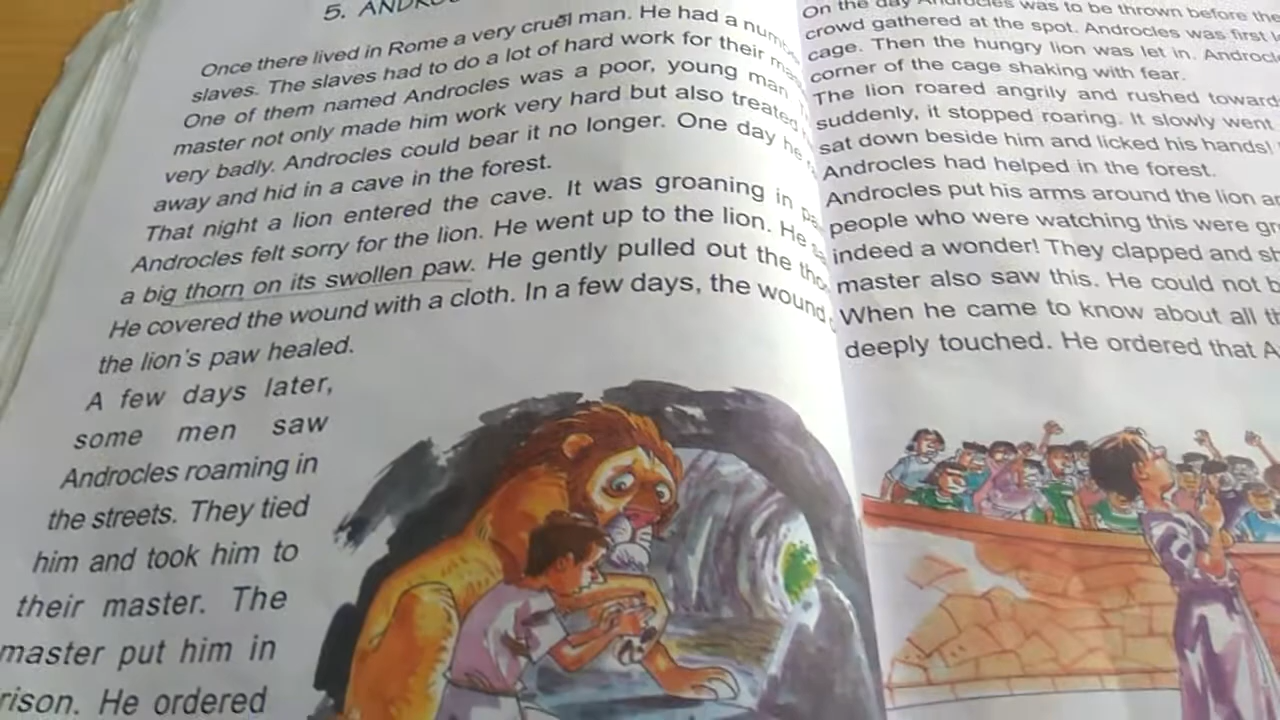 5.
Once there lived in Rome a very cruel man. He had a
slaves. The slaves had to do a lot of hard work for their
One of them named Androcles was a poor, young man
master not only made him work very hard but also treated
very badly. Androcles could bear it no longer. One day he
away and hid in a cave in the forest.
That night a lion entered the cave. It was groaning in
Androcles felt sorry for the lion. He went up to the lion. He
a big thorn on its swollen paw. He gently pulled out the
He covered the wound with a cloth. In a few days, the wound
the lion's paw healed.
A few days later,
some men saw
Androcles roaming in
the streets. They tied
him and took him to
their master. The
master put him in
He ordered
On the day Androcles was to be thrown before the
crowd gathered at the spot. Androcles was first
cage. Then the hungry lion was let in.
corner of the cage shaking with fear.
The lion roared angrily and rushed
suddenly, it stopped roaring. It slowly went
sat down beside him and licked his hands!
Androcles had helped in the forest.
Androcles put his arms around the lion
people who were watching this were
indeed a wonder! They clapped and
master also saw this. He could not
When he came to know about all
deeply touched. He ordered that